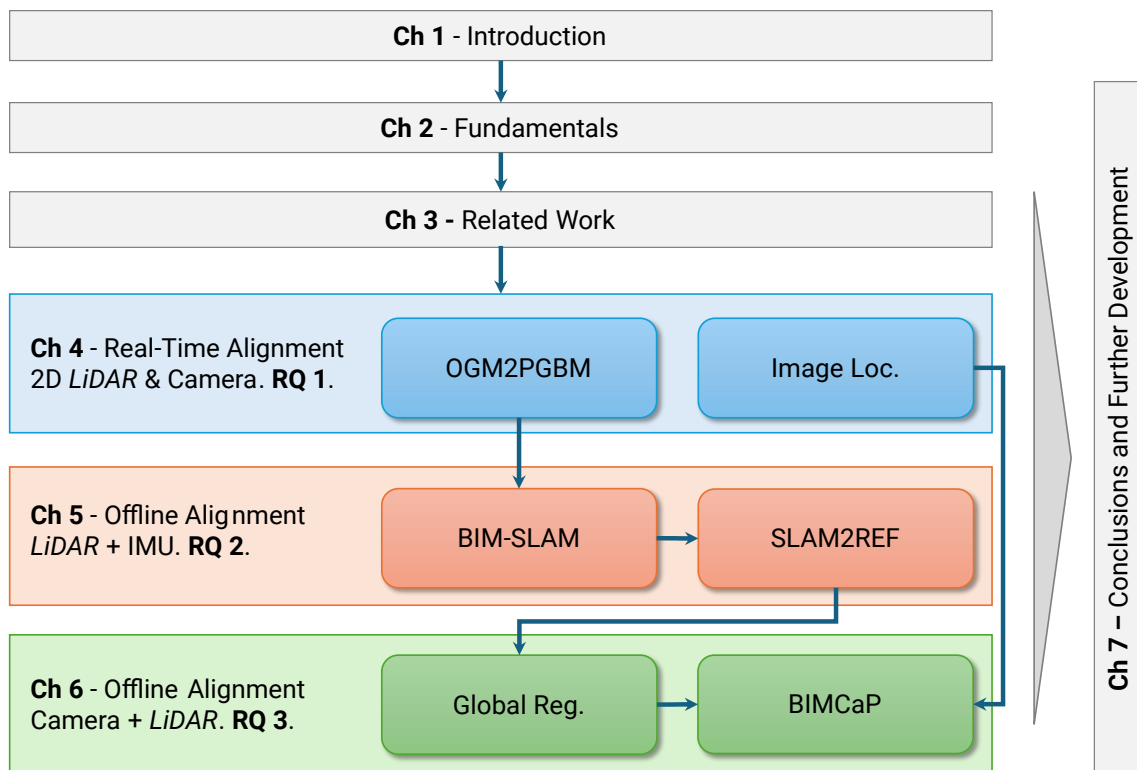 Ch 1 - Introduction
Ch 2 - Fundamentals
Ch 3 - Related Work
Ch 4 - Real-Time Alignment
2D LiDAR & Camera. RQ 1.
OGM2PGBM
Image Loc.
Ch 5 - Offline Alignment
LiDAR + IMU. RQ 2.
BIM-SLAM
SLAM2REF
Ch 6 - Offline Alignment
Camera + LiDAR. RQ 3.
Global Reg.
BIMCaP
Ch 7 – Conclusions and Further Development